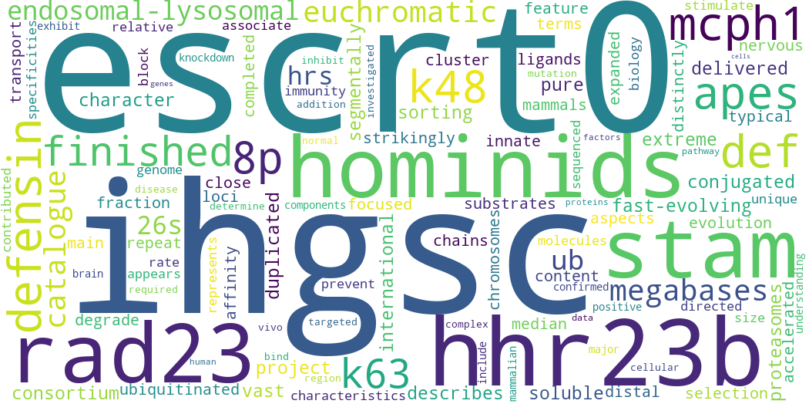 endosomal-lysosomal
euchromatic
feature
stimulate
exhibit
relative
associate
terms
mcph1
escrt0
transport
specificities
knockdown
inhibit
cluster
ligands
nervous
block
genes
hrs
k48
pure
delivered
character
immunity
addition
completed
segmentally
investigated
mutation
expanded
biology
cells
mammals
distinctly
sorting
apes
typical
strikingly
innate
sequenced
factors
extreme
def
finished
8p
hominids
normal
pathway
defensin
contributed
catalogue
genome
close
disease
determine
components
focused
substrates
proteins
conjugated
unique
fraction
loci
duplicated
international
fast-evolving
26s
ihgsc
aspects
evolution
main
repeat
rate
affinity
represents
chains
chromosomes
molecules
stam
brain
appears
required
prevent
ub
content
confirmed
megabases
understanding
degrade
vivo
targeted
positive
directed
median
size
accelerated
proteasomes
rad23
human
bind
region
project
complex
include
hhr23b
data
major
cellular
mammalian
k63
consortium
ubiquitinated
vast
characteristics
describes
soluble
distal
selection